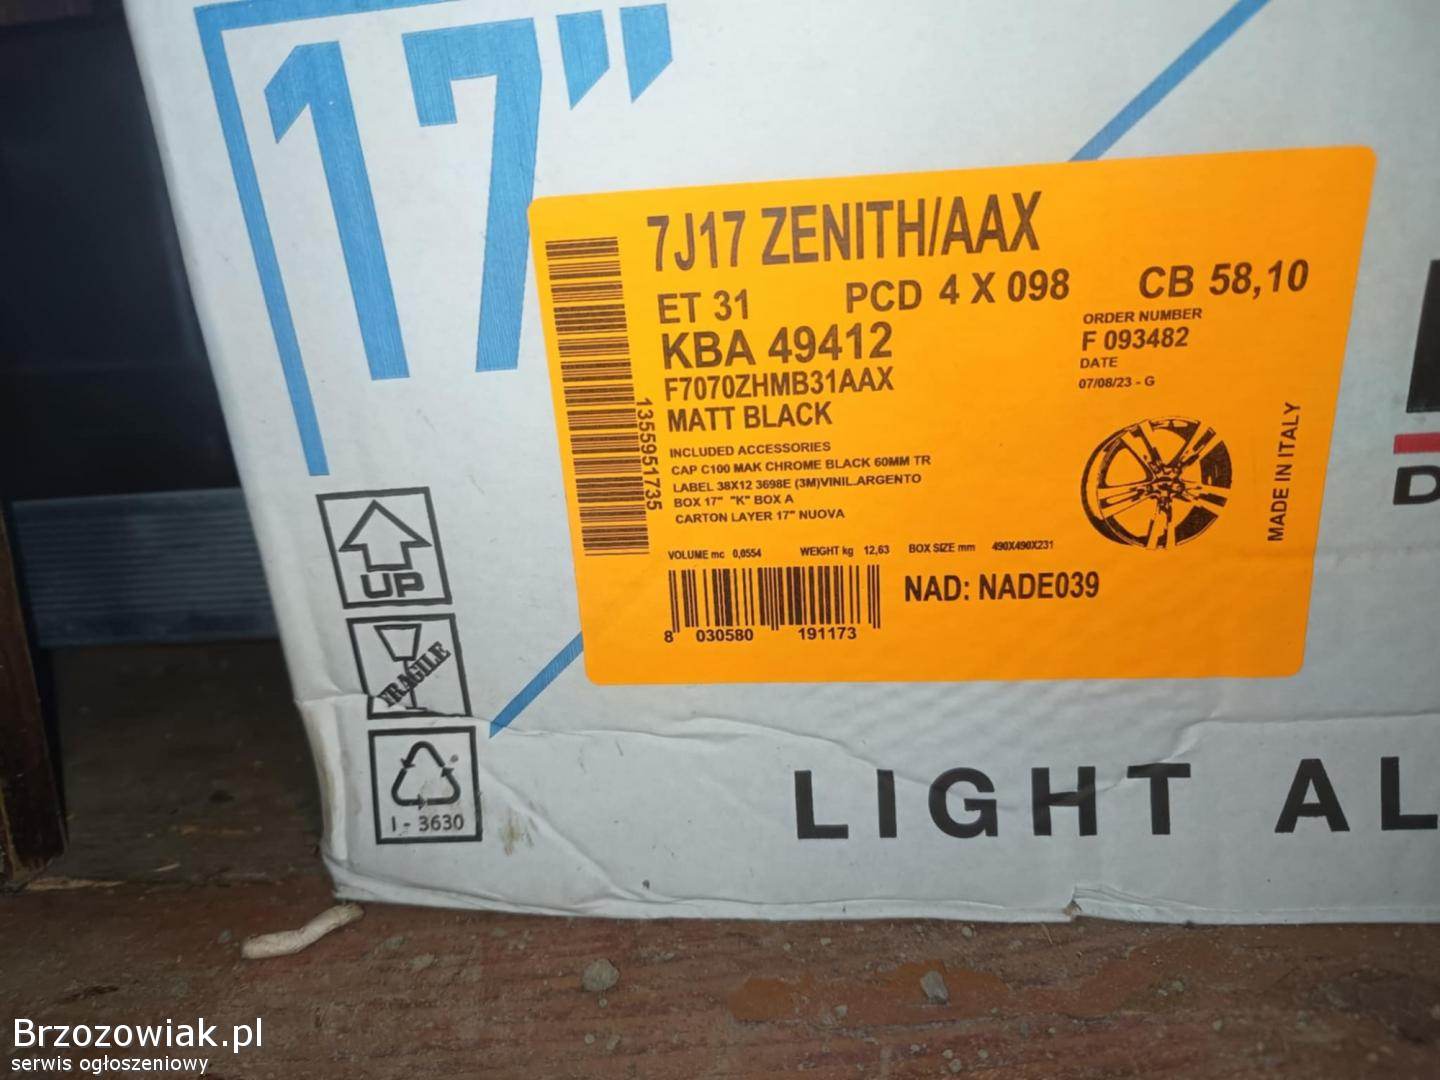 17"
7J17 ZENITH/AAX
ET 31 PCD 4 X 098 CB 58,10
KBA 49412
ORDER NUMBER
F 093482
F7070ZHMB31AAX
DATE
07/08/23 - G
MATT BLACK
1355951735
INCLUDED ACCESSORIES
CAP C100 MAK CHROME BLACK 60MM TR
LABEL 38X12 3698E (3M)VINIL.ARGENTO
BOX 17" "K" BOX A
CARTON LAYER 17" NUOVA
MADE IN ITALY
VOLUME mc 0,0554 WEIGHT kg 12,63 BOX SIZE mm 490X490X231
NAD: NADE039
8 030580 191173
UP
FRAGILE
I - 3630
LIGHT AL
D
Brzozowiak.pl
serwis ogłoszeniowy